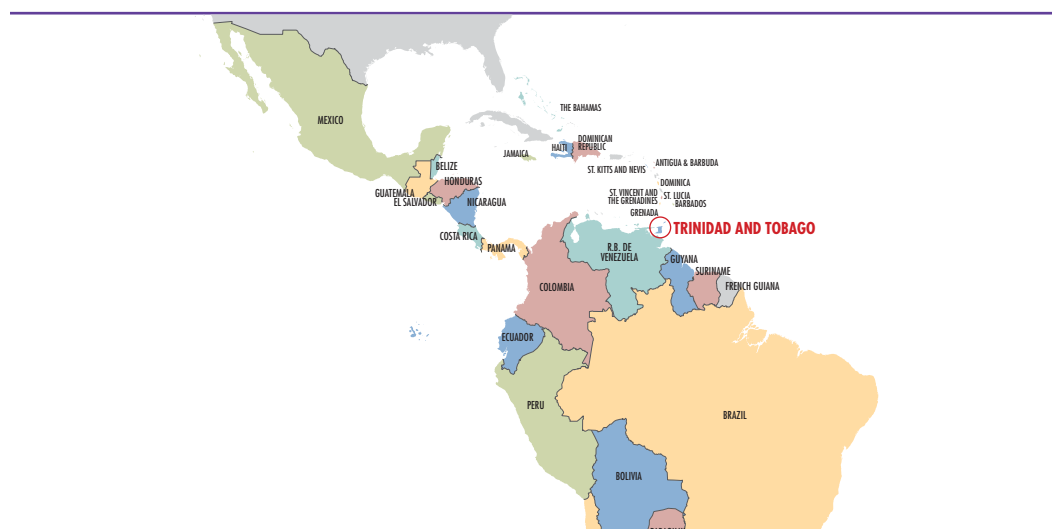 THE BAHAMAS
MEXICO
DOMINICAN
REPUBLIC
HAITI
JAMAICA
ANTIGUA & BARBUDA
BELIZE
ST. KITTS AND NEVIS
HONDURAS
DOMINICA
GUATEMALA
ST. VINCENT AND
THE GRENADINES
ST. LUCIA
EL SALVADOR
NICARAGUA
BARBADOS
GRENADA
TRINIDAD AND TOBAGO
COSTA RICA
PANAMA
R.B. DE
VENEZUELA
GUYANA
SURINAME
COLOMBIA
FRENCH GUIANA
ECUADOR
PERU
BRAZIL
BOLIVIA